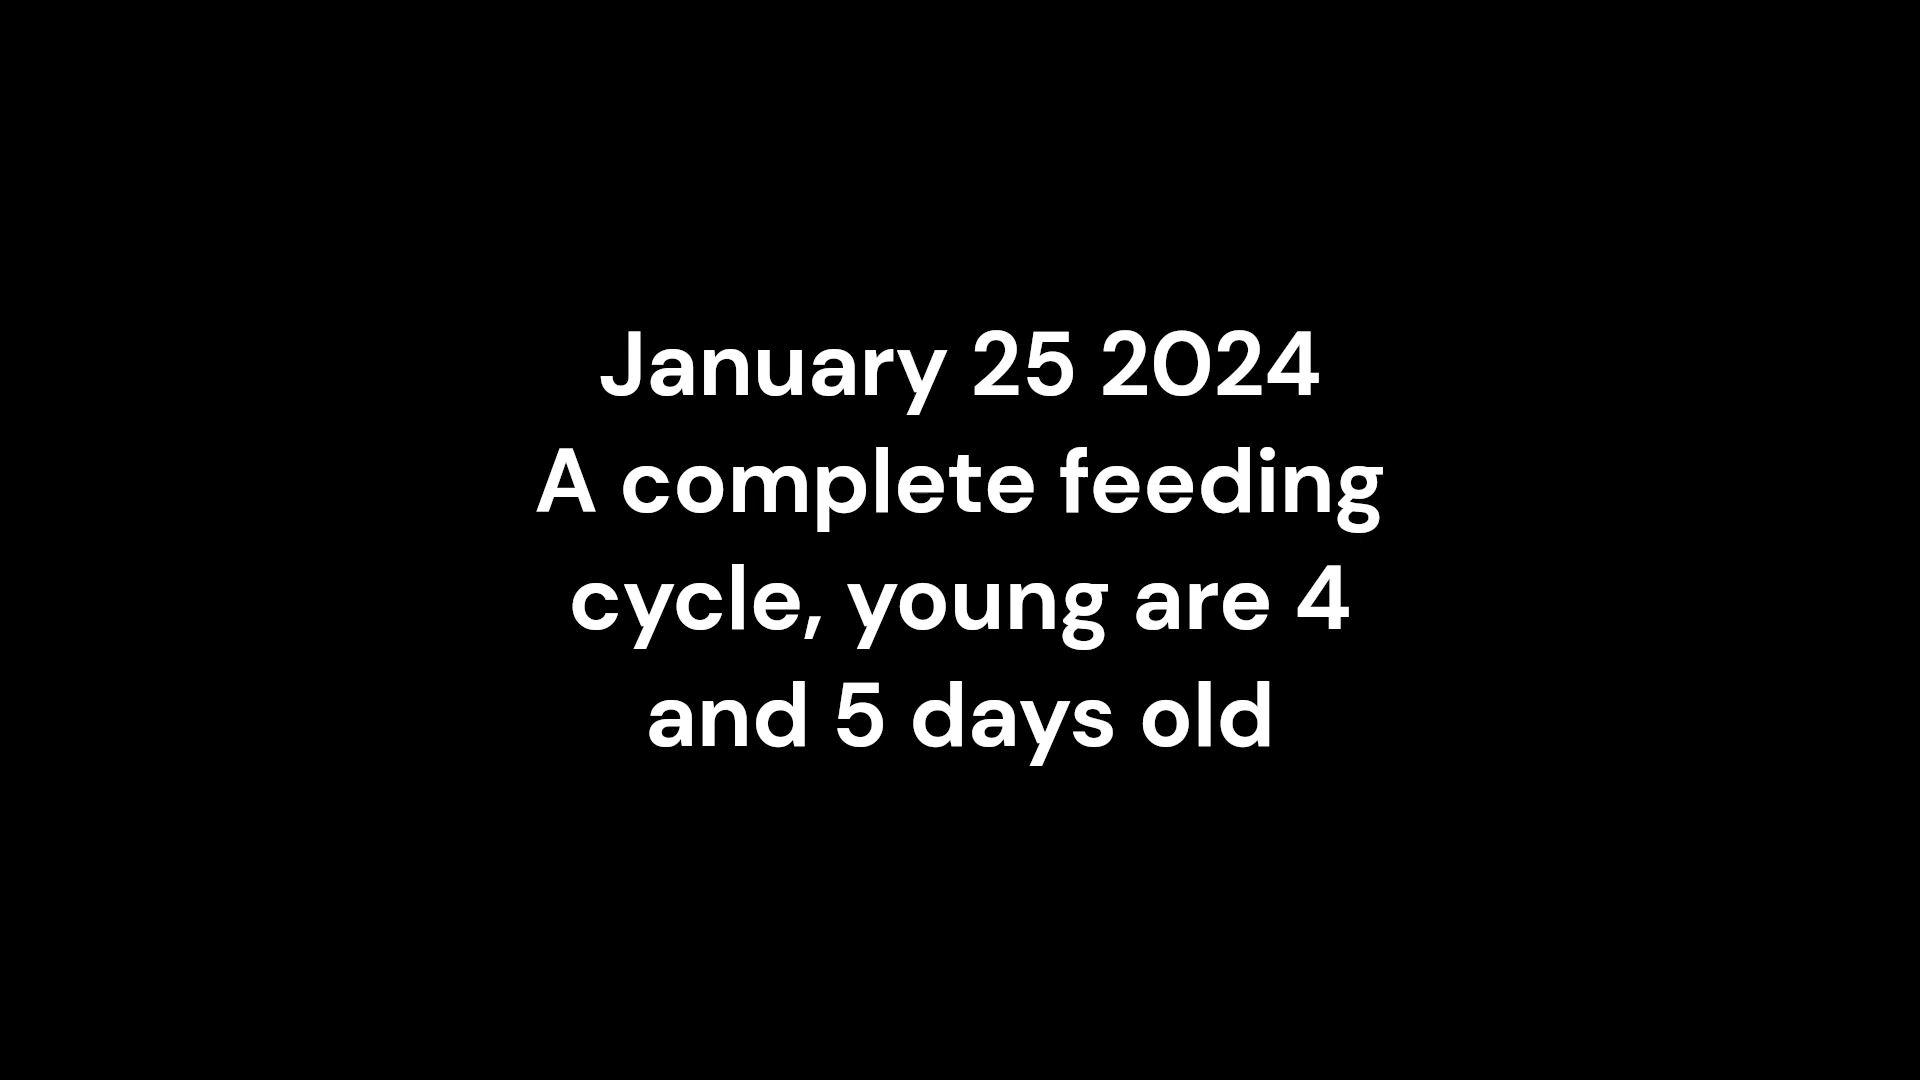 January 25 2024
A complete feeding
cycle, young are 4
and 5 days old